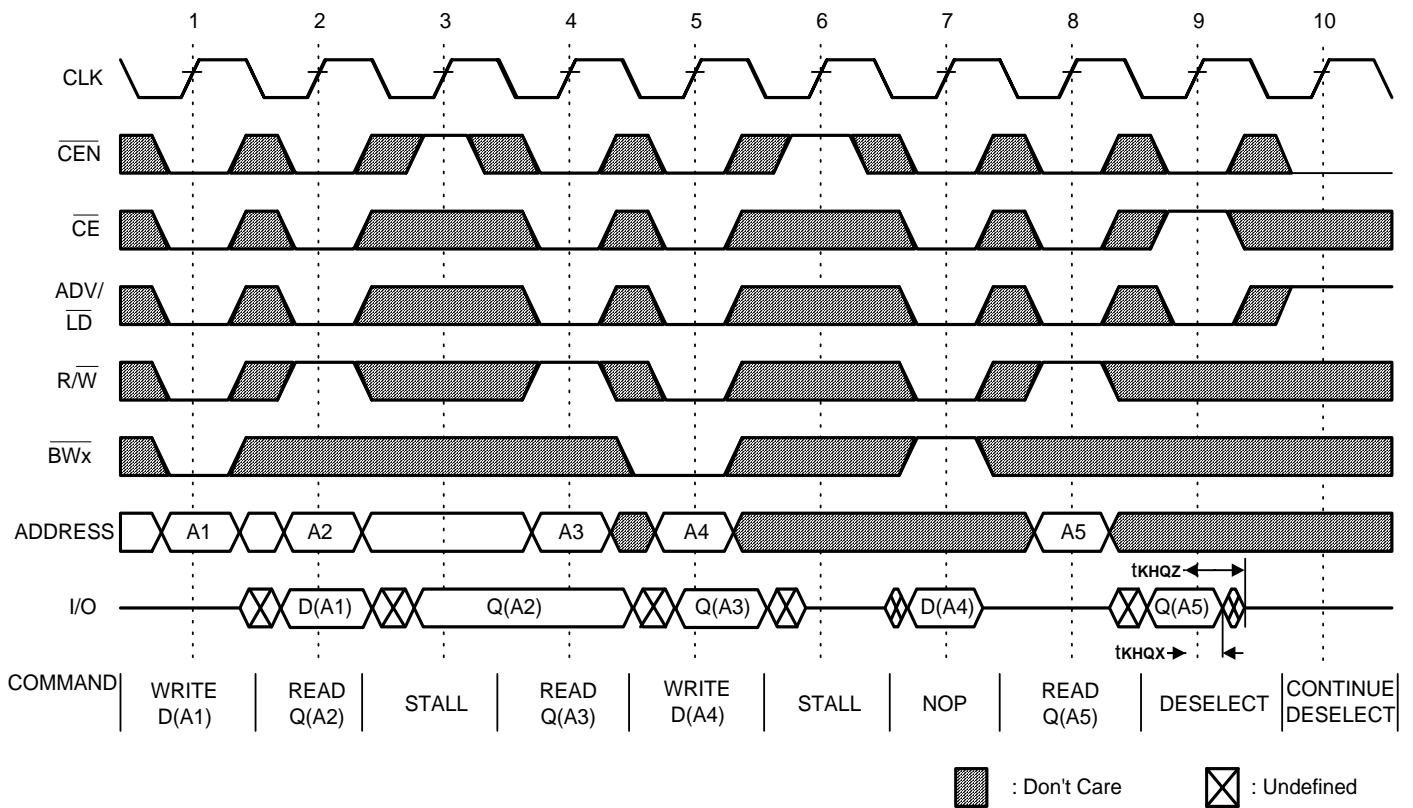 1 2 3 4 5 6 7 8 9 10
CLK
CEN
CE
ADV/
LD
R/W
BWx
ADDRESS A1 A2 A3 A4 A5
tKHQZ
I/O D(A1) Q(A2) Q(A3) D(A4) Q(A5)
tKHQX
COMMAND
WRITE
D(A1)
READ
Q(A2)
STALL
READ
Q(A3)
WRITE
D(A4)
STALL
NOP
READ
Q(A5)
DESELECT
CONTINUE
DESELECT
: Don't Care
: Undefined